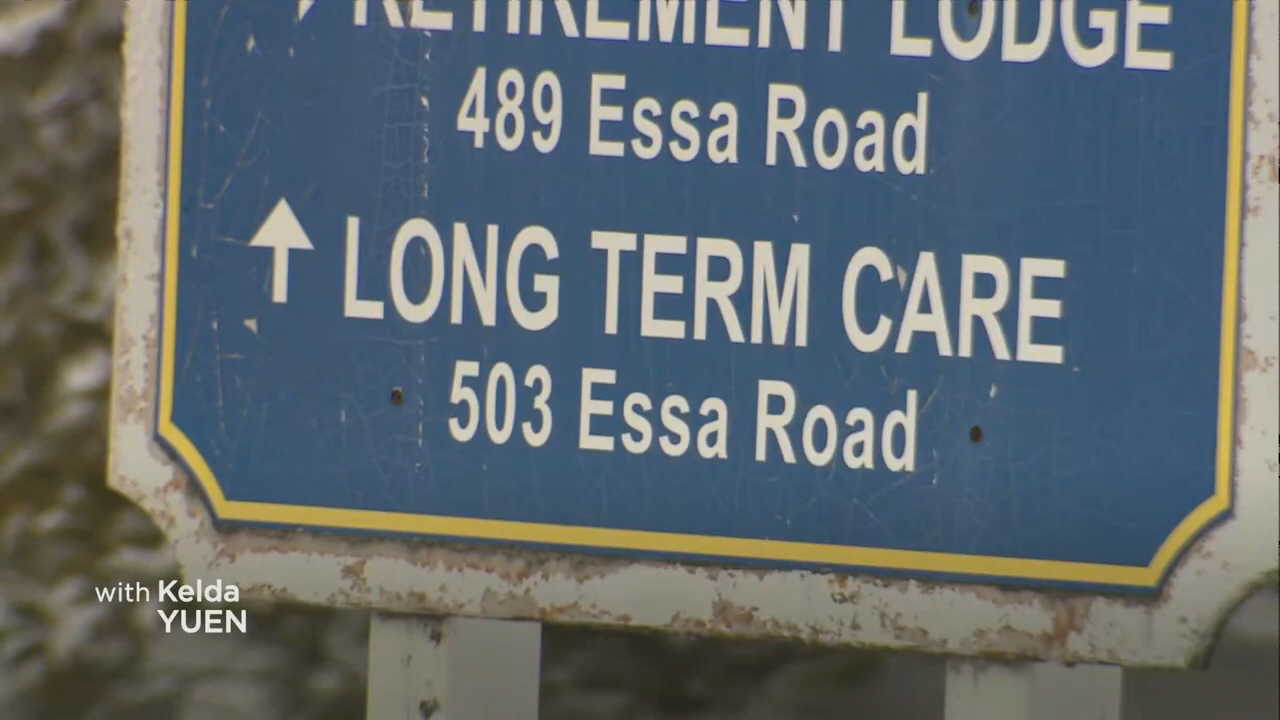 RETIREMENT LODGE
489 Essa Road
LONG TERM CARE
503 Essa Road
with Kelda
YUEN